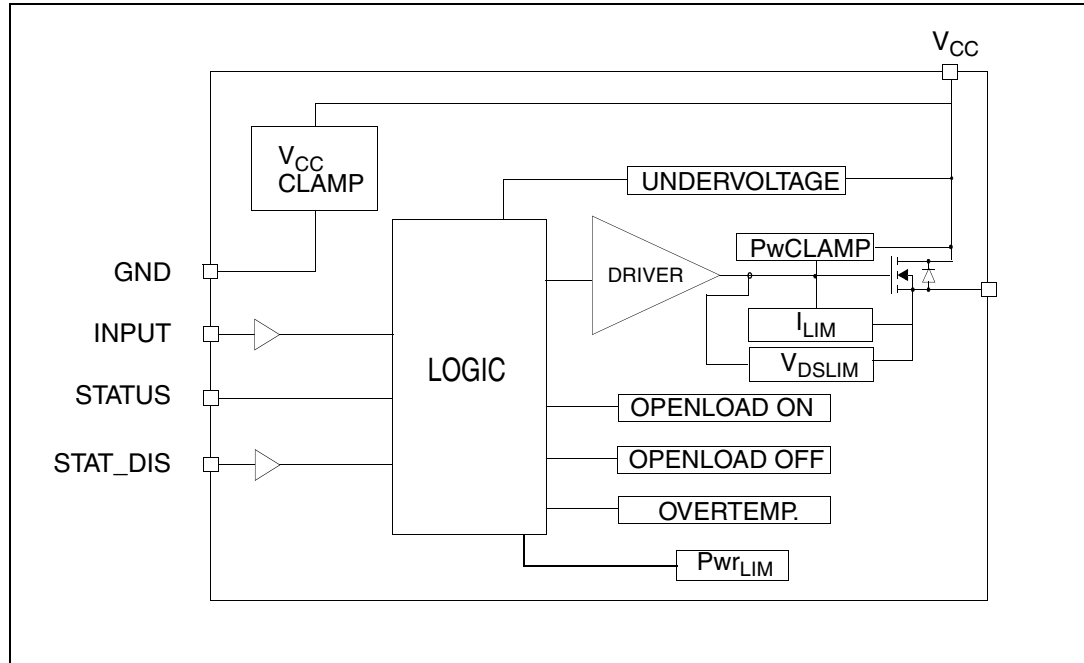 VCC
VCC
CLAMP
UNDERVOLTAGE
PwCLAMP
GND
DRIVER
INPUT
ILIM
LOGIC
VDSLIM
STATUS
OPENLOAD ON
STAT_DIS
OPENLOAD OFF
OVERTEMP.
PwrLIM